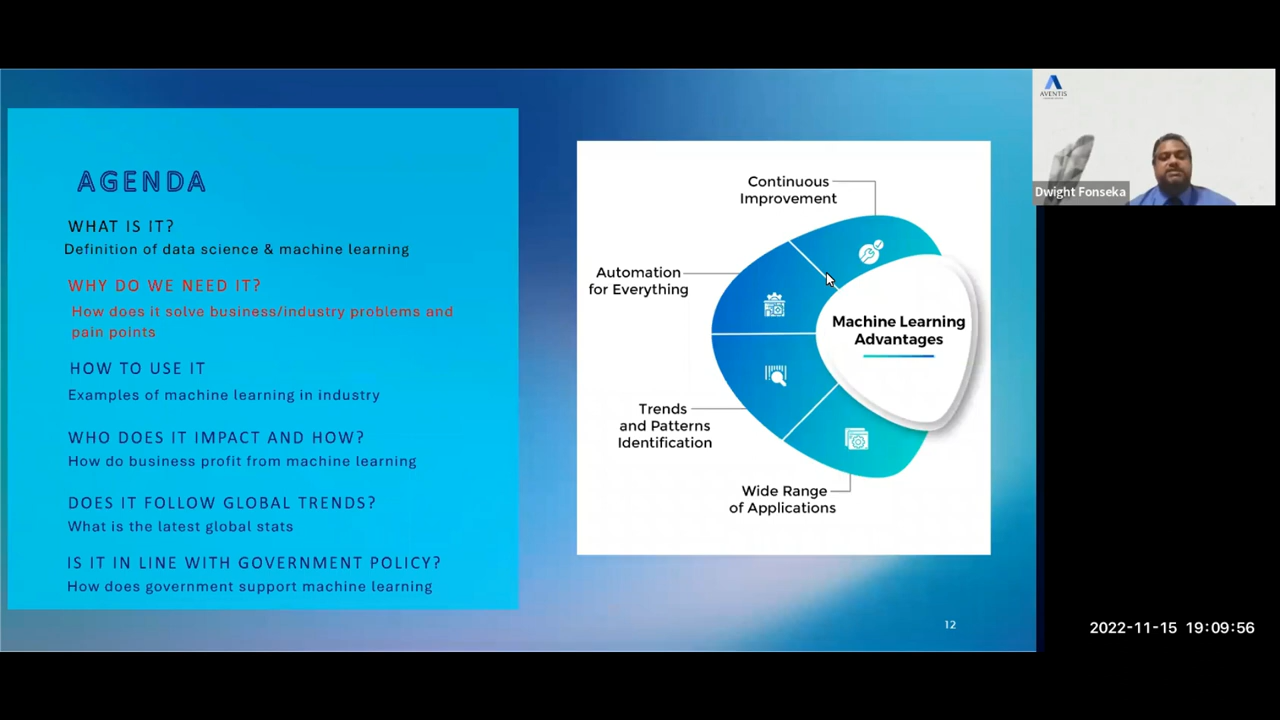 AGENDA
WHAT IS IT?
Definition of data science & machine learning
WHY DO WE NEED IT?
How does it solve business/industry problems and
pain points
HOW TO USE IT
Examples of machine learning in industry
WHO DOES IT IMPACT AND HOW?
How do business profit from machine learning
DOES IT FOLLOW GLOBAL TRENDS?
What is the latest global stats
IS IT IN LINE WITH GOVERNMENT POLICY?
How does government support machine learning
Continuous
Improvement
Automation
for Everything
Machine Learning
Advantages
Trends
and Patterns
Identification
Wide Range
of Applications
12
AVENTIS
Dwight Fonseka
2022-11-15 19:09:56